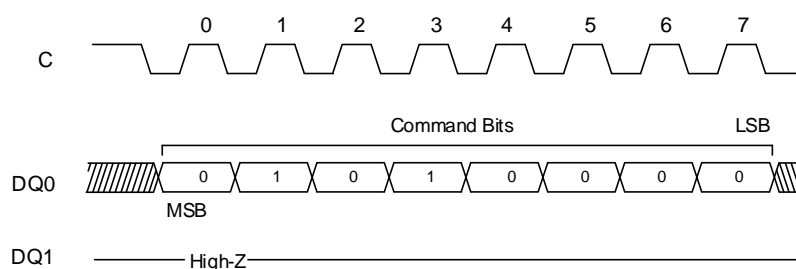 0 1 2 3 4 5 6 7
C
Command Bits LSB
DQ0 0 1 0 1 0 0 0 0
MSB
DQ1 High-Z